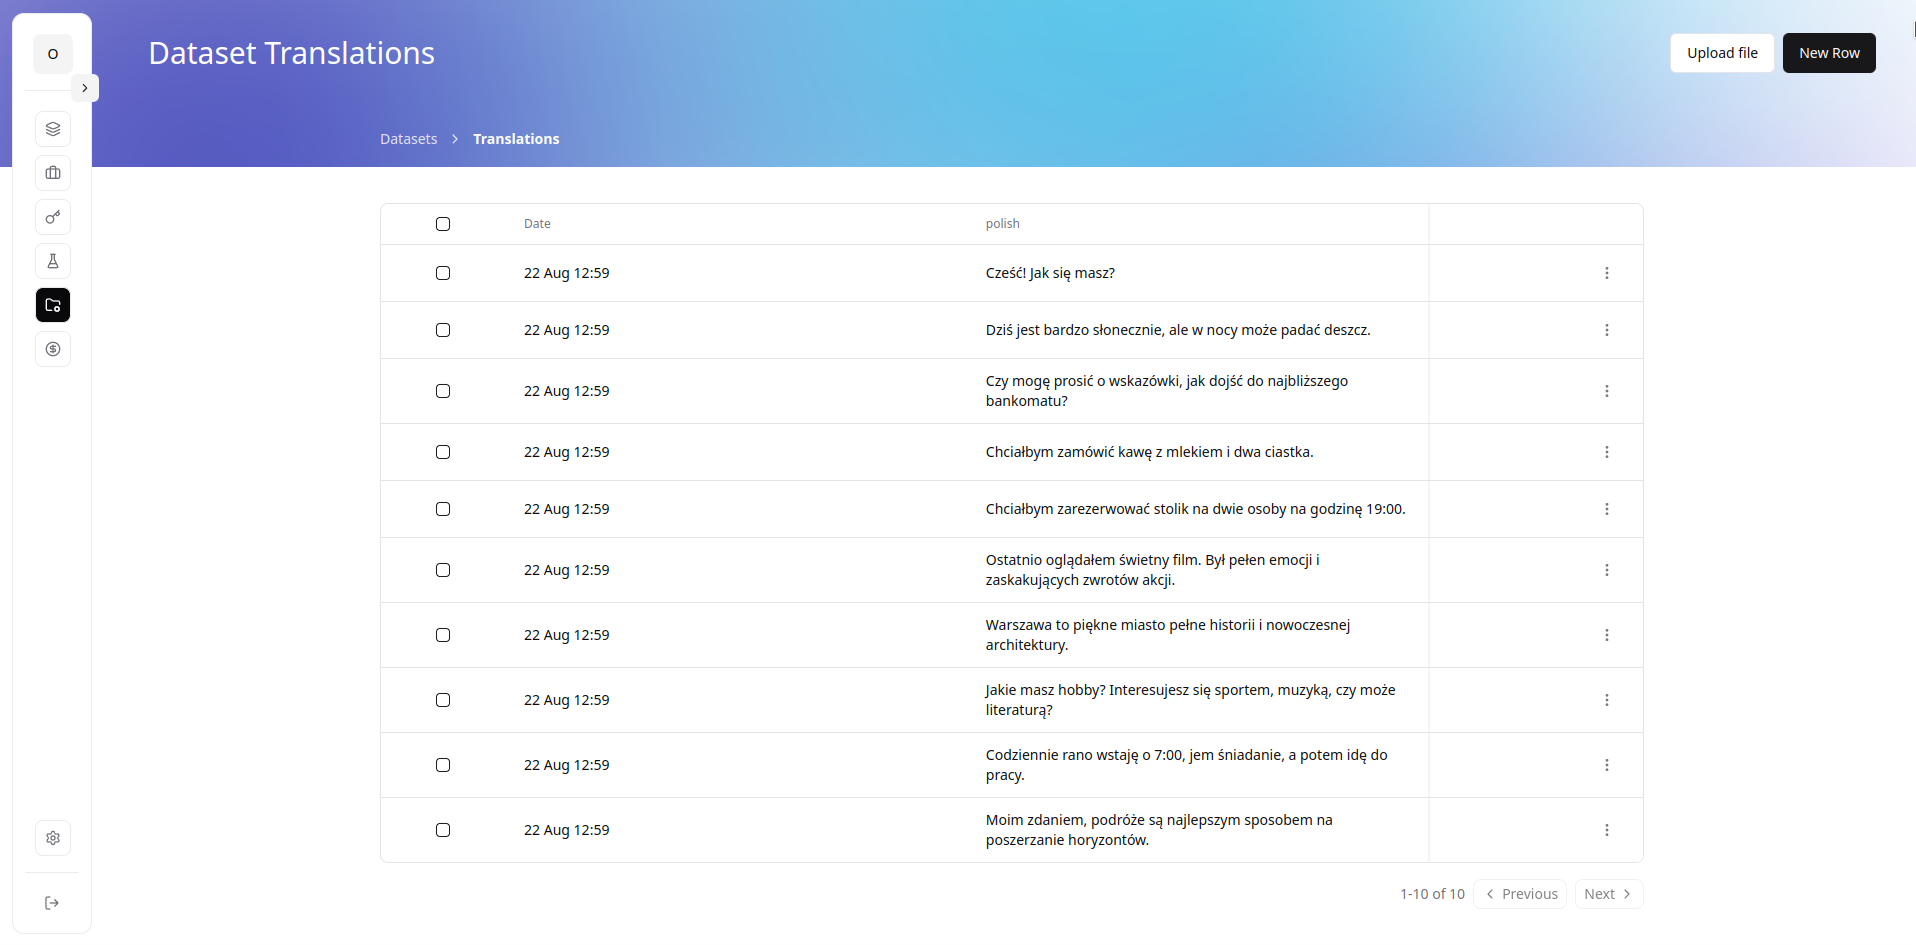 O
Dataset Translations
Upload file
New Row
Datasets > Translations
Date polish
22 Aug 12:59 Cześć! Jak się masz?
22 Aug 12:59 Dziś jest bardzo słonecznie, ale w nocy może padać deszcz.
22 Aug 12:59 Czy mogę prosić o wskazówki, jak dojść do najbliższego
bankomatu?
22 Aug 12:59 Chciałbym zamówić kawę z mlekiem i dwa ciastka.
22 Aug 12:59 Chciałbym zarezerwować stolik na dwie osoby na godzinę 19:00.
22 Aug 12:59 Ostatnio oglądałem świetny film. Był pełen emocji i
zaskakujących zwrotów akcji.
22 Aug 12:59 Warszawa to piękne miasto pełne historii i nowoczesnej
architektury.
22 Aug 12:59 Jakie masz hobby? Interesujesz się sportem, muzyką, czy może
literaturą?
22 Aug 12:59 Codziennie rano wstaję o 7:00, jem śniadanie, a potem idę do
pracy.
22 Aug 12:59 Moim zdaniem, podróże są najlepszym sposobem na
poszerzanie horyzontów.
1-10 of 10 Previous Next